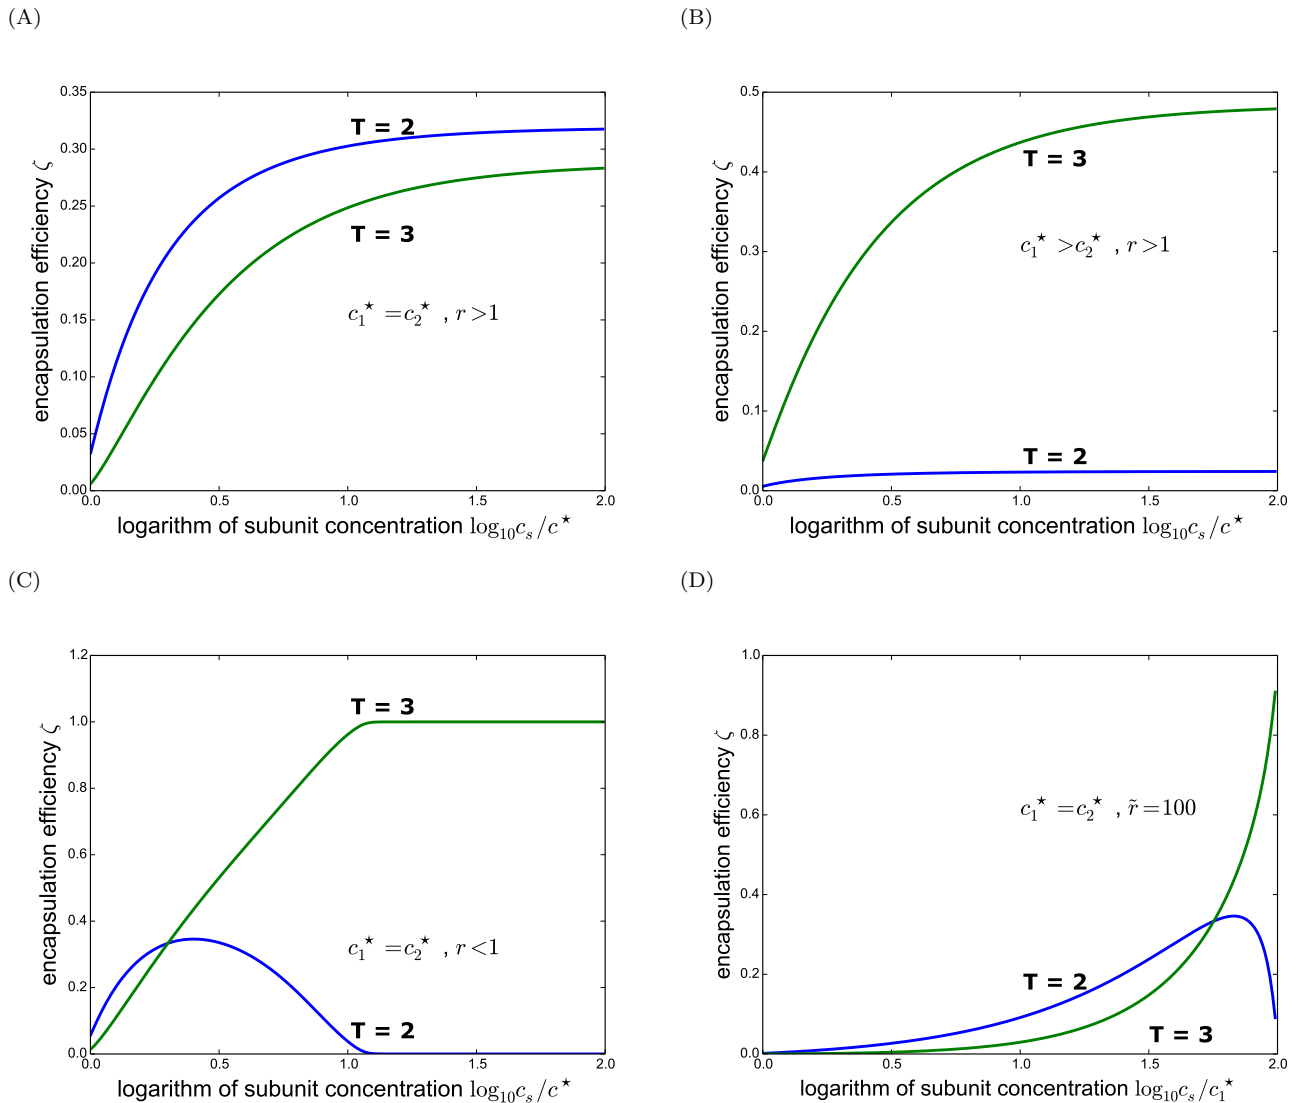 (A)
0.35
0.30
0.25
0.20
0.15
0.10
0.05
0.00
encapsulation efficiency ζ
T = 2
T = 3
c₁⋆ =c₂⋆ , r >1
0.0 0.5 1.0 1.5 2.0
logarithm of subunit concentration log₁₀cₛ/c⋆
(B)
0.5
0.4
0.3
0.2
0.1
0.0
encapsulation efficiency ζ
T = 3
c₁⋆ >c₂⋆ , r >1
T = 2
0.0 0.5 1.0 1.5 2.0
logarithm of subunit concentration log₁₀cₛ/c⋆
(C)
1.2
1.0
0.8
0.6
0.4
0.2
0.0
encapsulation efficiency ζ
T = 3
c₁⋆ =c₂⋆ , r <1
T = 2
0.0 0.5 1.0 1.5 2.0
logarithm of subunit concentration log₁₀cₛ/c⋆
(D)
1.0
0.8
0.6
0.4
0.2
0.0
encapsulation efficiency ζ
c₁⋆ =c₂⋆ , r̃ =100
T = 2
T = 3
0.0 0.5 1.0 1.5 2.0
logarithm of subunit concentration log₁₀cₛ/c₁⋆